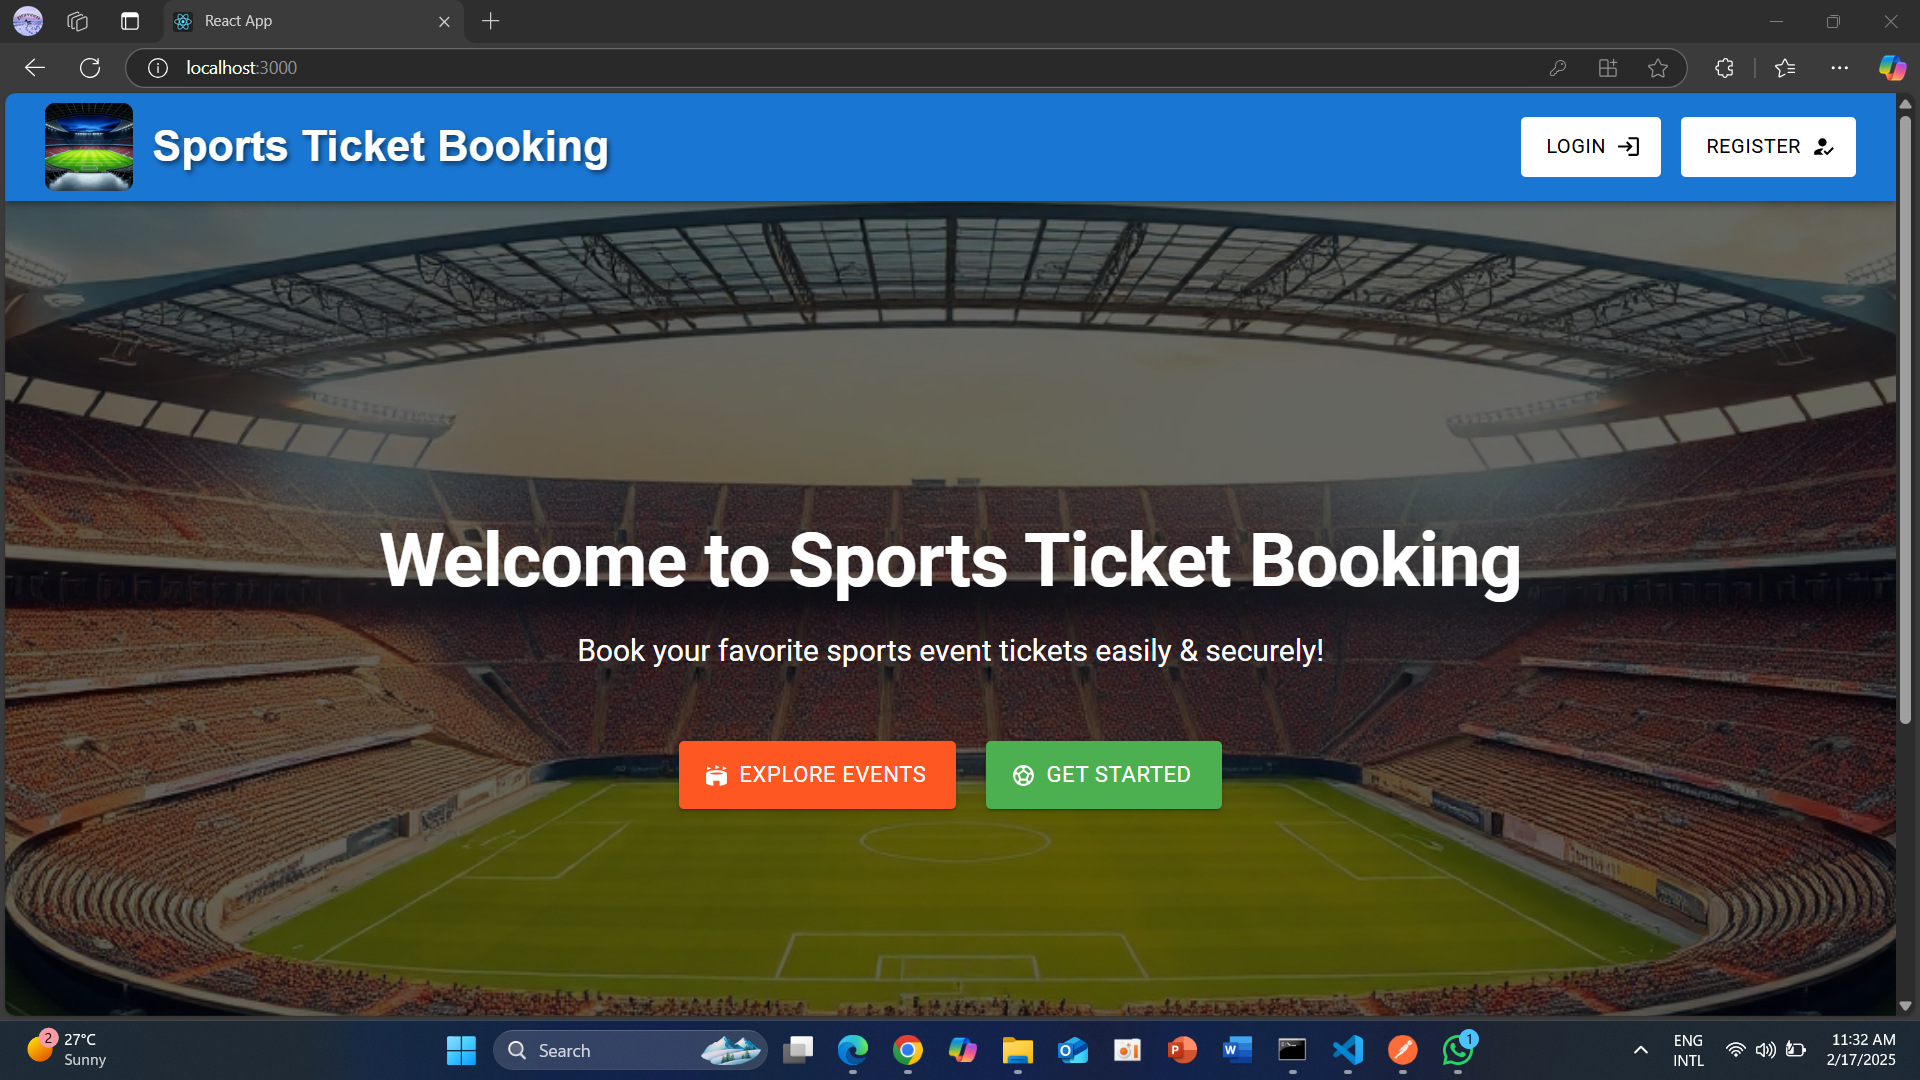 React App
localhost:3000
Sports Ticket Booking
LOGIN
REGISTER
Welcome to Sports Ticket Booking
Book your favorite sports event tickets easily & securely!
EXPLORE EVENTS
GET STARTED
2
27°C
Sunny
Search
1
ENG
INTL
11:32 AM
2/17/2025